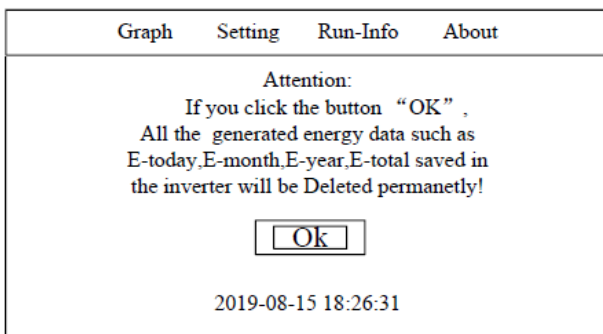 Graph Setting Run-Info About
Attention:
If you click the button “OK”,
All the generated energy data such as
E-today,E-month,E-year,E-total saved in
the inverter will be Deleted permanetly!
Ok
2019-08-15 18:26:31